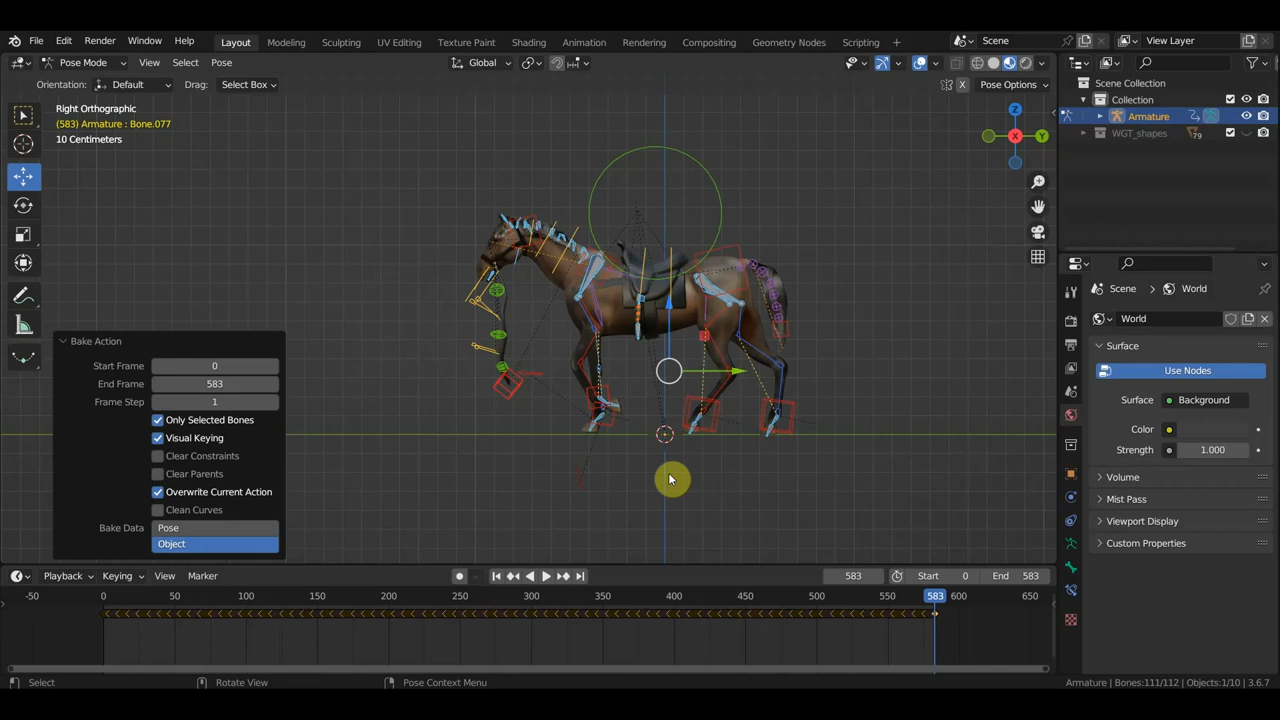 File Edit Render Window Help Layout Modeling Sculpting UV Editing Texture Paint Shading Animation Rendering Compositing Geometry Nodes Scripting + Scene View Layer
Pose Mode View Select Pose Global
Orientation: Default Drag: Select Box X Pose Options
Right Orthographic
(583) Armature : Bone.077
10 Centimeters
Z
X
Y
Scene Collection
Collection
Armature
WGT_shapes 79
Scene World
World
Surface
Use Nodes
Surface Background
Color
Strength 1.000
Volume
Mist Pass
Viewport Display
Custom Properties
Bake Action
Start Frame 0
End Frame 583
Frame Step 1
Only Selected Bones
Visual Keying
Clear Constraints
Clear Parents
Overwrite Current Action
Clean Curves
Bake Data Pose
Object
Playback Keying View Marker 583 Start 0 End 583
-50 0 50 100 150 200 250 300 350 400 450 500 550 583 600 650
Select Rotate View Pose Context Menu Armature | Bones:111/112 | Objects:1/10 | 3.6.7